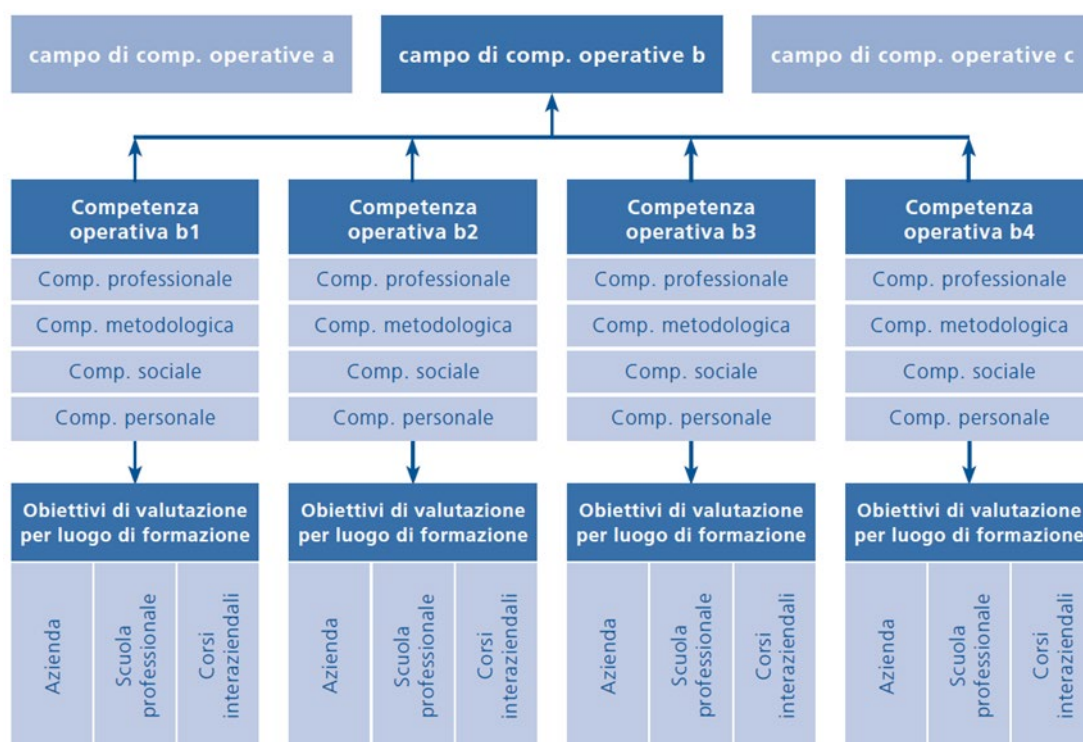 campo di comp. operative a
campo di comp. operative b
campo di comp. operative c
Competenza
operativa b1
Comp. professionale
Comp. metodologica
Comp. sociale
Comp. personale
Obiettivi di valutazione
per luogo di formazione
Azienda
Scuola
professionale
Corsi
interaziendali
Competenza
operativa b2
Comp. professionale
Comp. metodologica
Comp. sociale
Comp. personale
Obiettivi di valutazione
per luogo di formazione
Azienda
Scuola
professionale
Corsi
interaziendali
Competenza
operativa b3
Comp. professionale
Comp. metodologica
Comp. sociale
Comp. personale
Obiettivi di valutazione
per luogo di formazione
Azienda
Scuola
professionale
Corsi
interaziendali
Competenza
operativa b4
Comp. professionale
Comp. metodologica
Comp. sociale
Comp. personale
Obiettivi di valutazione
per luogo di formazione
Azienda
Scuola
professionale
Corsi
interaziendali